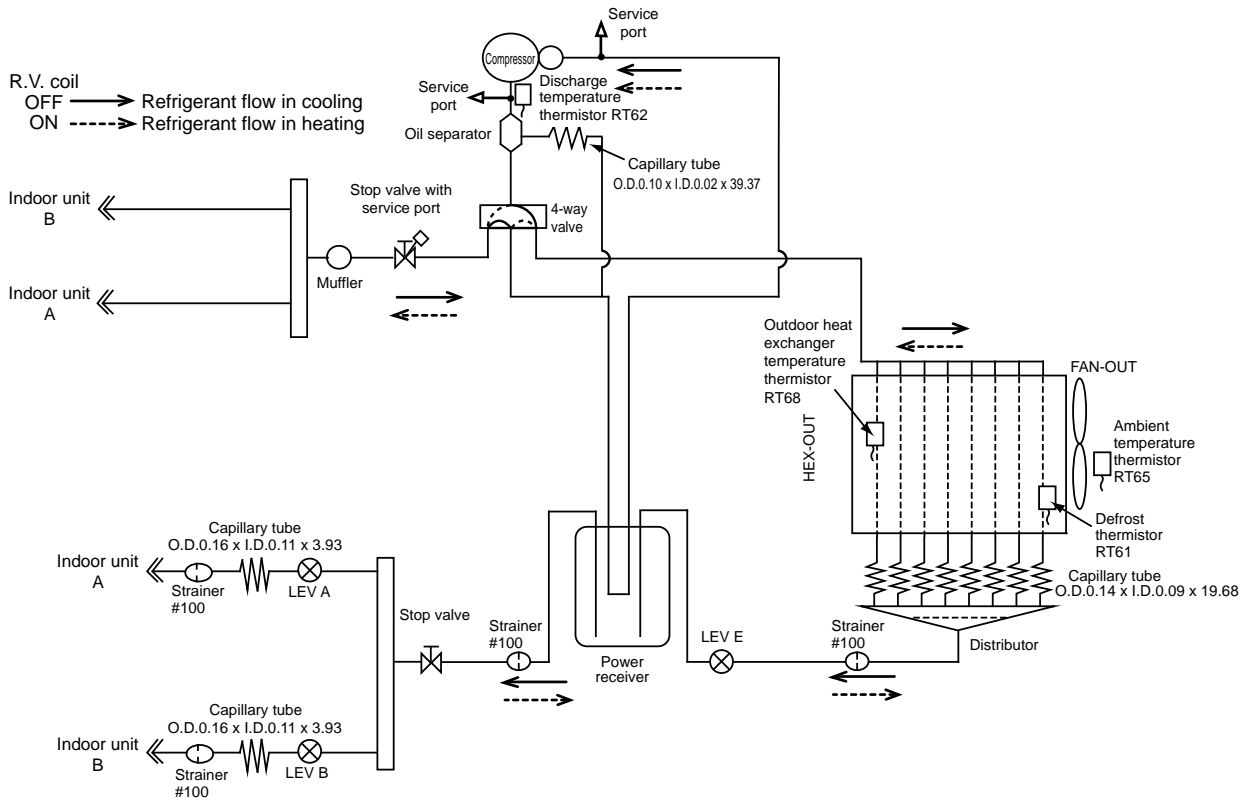 Service
port
Compressor
R.V. coil
OFF Refrigerant flow in cooling
ON Refrigerant flow in heating
Service
port
Discharge
temperature
thermistor RT62
Oil separator
Capillary tube
O.D.0.10 x I.D.0.02 x 39.37
Indoor unit
B
Stop valve with
service port
4-way
valve
Muffler
Indoor unit
A
Outdoor heat
exchanger
temperature
thermistor
RT68
FAN-OUT
HEX-OUT
Ambient
temperature
thermistor
RT65
Defrost
thermistor
RT61
Capillary tube
O.D.0.14 x I.D.0.09 x 19.68
Capillary tube
O.D.0.16 x I.D.0.11 x 3.93
Indoor unit
A
Strainer
#100
LEV A
Stop valve
Strainer
#100
Power
receiver
LEV E
Strainer
#100
Distributor
Capillary tube
O.D.0.16 x I.D.0.11 x 3.93
Indoor unit
B
Strainer
#100
LEV B